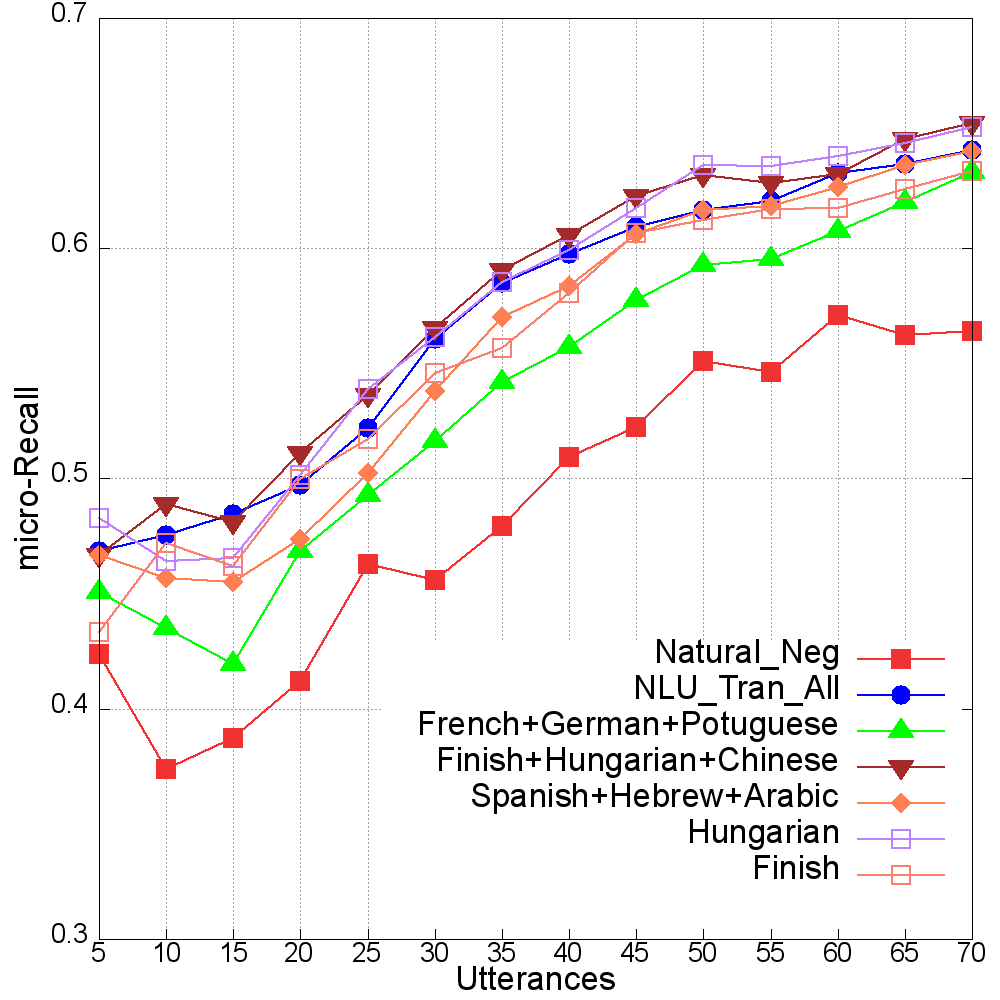 0.7
0.6
0.5
0.4
0.3
micro-Recall
Natural_Neg
NLU_Tran_All
French+German+Potuguese
Finish+Hungarian+Chinese
Spanish+Hebrew+Arabic
Hungarian
Finish
5 10 15 20 25 30 35 40 45 50 55 60 65 70
Utterances